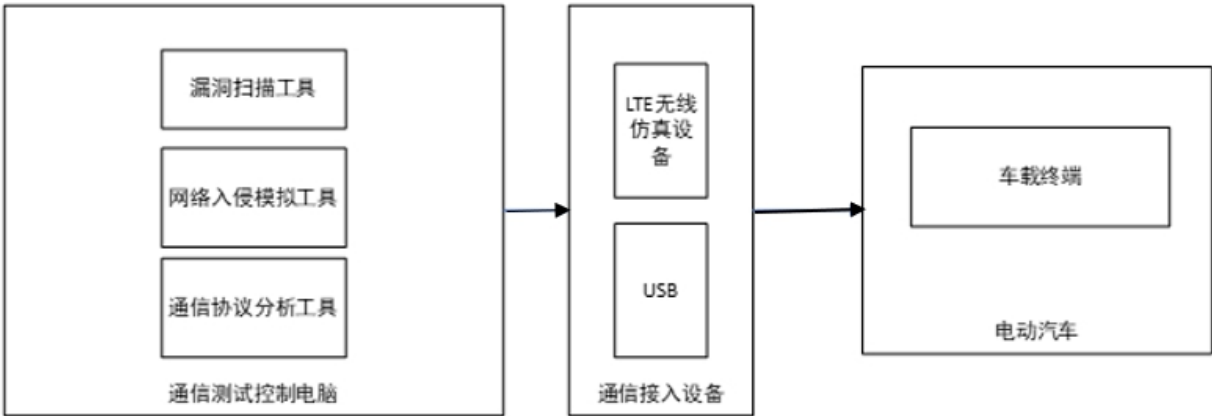 漏洞扫描工具
网络入侵模拟工具
通信协议分析工具
通信测试控制电脑
LTE无线
仿真设
备
USB
通信接入设备
车载终端
电动汽车